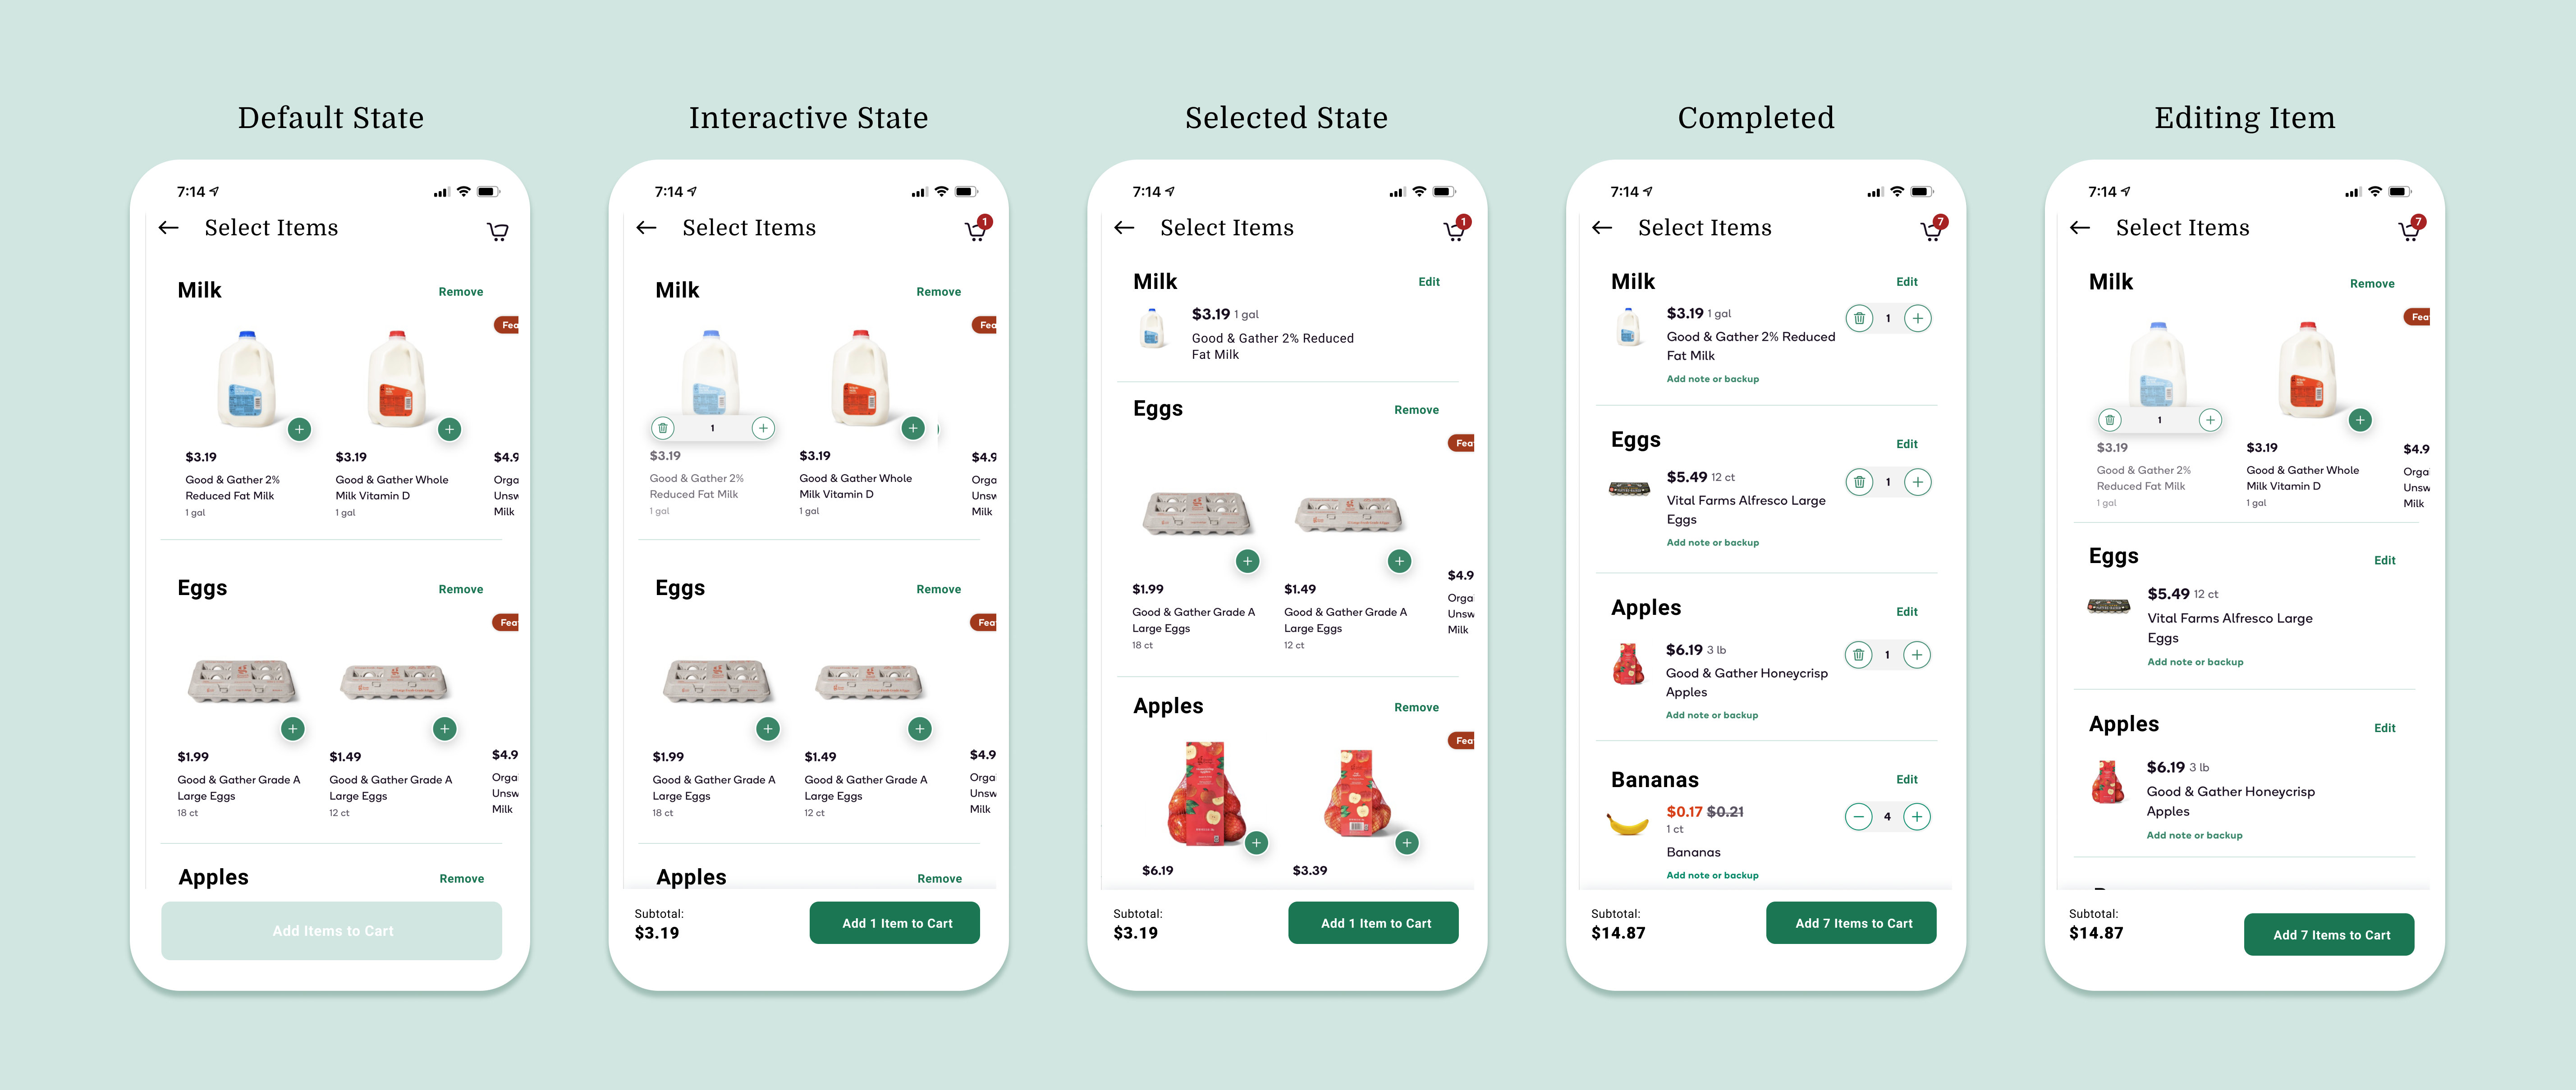 Default State
7:14
Select Items
Milk
Remove
Fea
$3.19
Good & Gather 2%
Reduced Fat Milk
1 gal
$3.19
Good & Gather Whole
Milk Vitamin D
1 gal
$4.9
Orga
Unsw
Milk
Eggs
Remove
Fea
$1.99
Good & Gather Grade A
Large Eggs
18 ct
$1.49
Good & Gather Grade A
Large Eggs
12 ct
$4.9
Orga
Unsw
Milk
Apples
Remove
Add Items to Cart
Interactive State
7:14
Select Items
1
Milk
Remove
Fea
1
$3.19
Good & Gather 2%
Reduced Fat Milk
1 gal
$3.19
Good & Gather Whole
Milk Vitamin D
1 gal
$4.9
Orga
Unsw
Milk
Eggs
Remove
Fea
$1.99
Good & Gather Grade A
Large Eggs
18 ct
$1.49
Good & Gather Grade A
Large Eggs
12 ct
$4.9
Orga
Unsw
Milk
Apples
Remove
Subtotal:
$3.19
Add 1 Item to Cart
Selected State
7:14
Select Items
1
Milk
Edit
$3.19 1 gal
Good & Gather 2% Reduced
Fat Milk
Eggs
Remove
Fea
$1.99
Good & Gather Grade A
Large Eggs
18 ct
$1.49
Good & Gather Grade A
Large Eggs
12 ct
$4.9
Orga
Unsw
Milk
Apples
Remove
Fea
$6.19
$3.39
Subtotal:
$3.19
Add 1 Item to Cart
Completed
7:14
Select Items
7
Milk
Edit
$3.19 1 gal
Good & Gather 2% Reduced
Fat Milk
Add note or backup
1
Eggs
Edit
$5.49 12 ct
Vital Farms Alfresco Large
Eggs
Add note or backup
1
Apples
Edit
$6.19 3 lb
Good & Gather Honeycrisp
Apples
Add note or backup
1
Bananas
Edit
$0.17 $0.21
1 ct
Bananas
Add note or backup
4
Subtotal:
$14.87
Add 7 Items to Cart
Editing Item
7:14
Select Items
7
Milk
Remove
Fea
1
$3.19
Good & Gather 2%
Reduced Fat Milk
1 gal
$3.19
Good & Gather Whole
Milk Vitamin D
1 gal
$4.9
Orga
Unsw
Milk
Eggs
Edit
$5.49 12 ct
Vital Farms Alfresco Large
Eggs
Add note or backup
Apples
Edit
$6.19 3 lb
Good & Gather Honeycrisp
Apples
Add note or backup
Subtotal:
$14.87
Add 7 Items to Cart